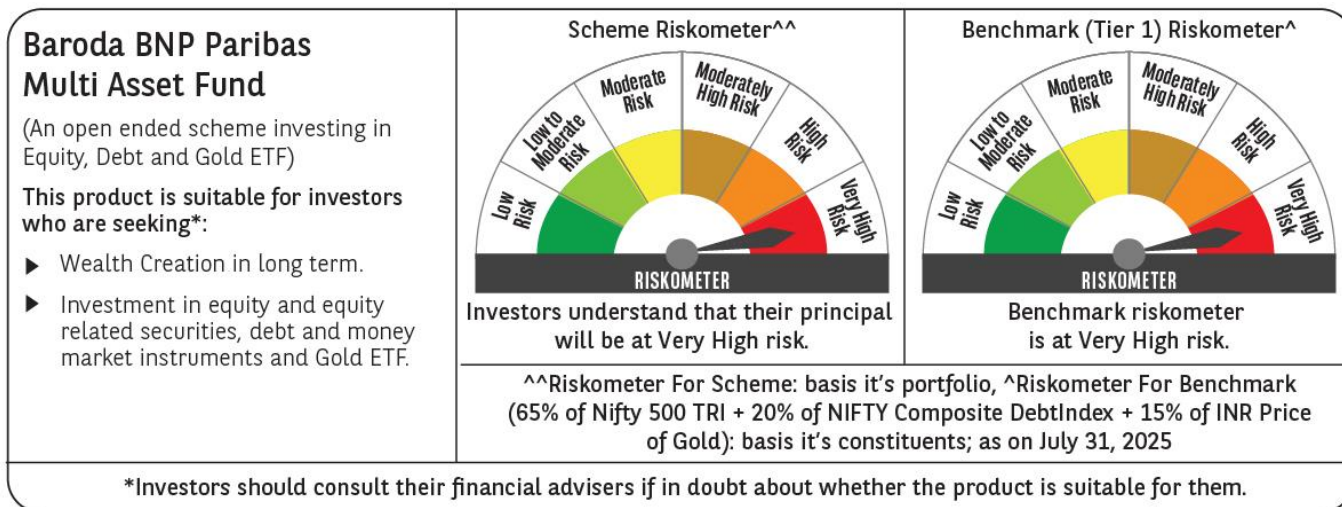 Baroda BNP Paribas
Multi Asset Fund
(An open ended scheme investing in
Equity, Debt and Gold ETF)
This product is suitable for investors
who are seeking*:
▶ Wealth Creation in long term.
▶ Investment in equity and equity
related securities, debt and money
market instruments and Gold ETF.
Scheme Riskometer^^
Low
Risk
Low to
Moderate
Risk
Moderate
Risk
Moderately
High Risk
High
Risk
Very High
Risk
RISKOMETER
Investors understand that their principal
will be at Very High risk.
Benchmark (Tier 1) Riskometer^
Low
Risk
Low to
Moderate
Risk
Moderate
Risk
Moderately
High Risk
High
Risk
Very High
Risk
RISKOMETER
Benchmark riskometer
is at Very High risk.
^^Riskometer For Scheme: basis it's portfolio, ^Riskometer For Benchmark
(65% of Nifty 500 TRI + 20% of NIFTY Composite DebtIndex + 15% of INR Price
of Gold): basis it's constituents; as on July 31, 2025
*Investors should consult their financial advisers if in doubt about whether the product is suitable for them.